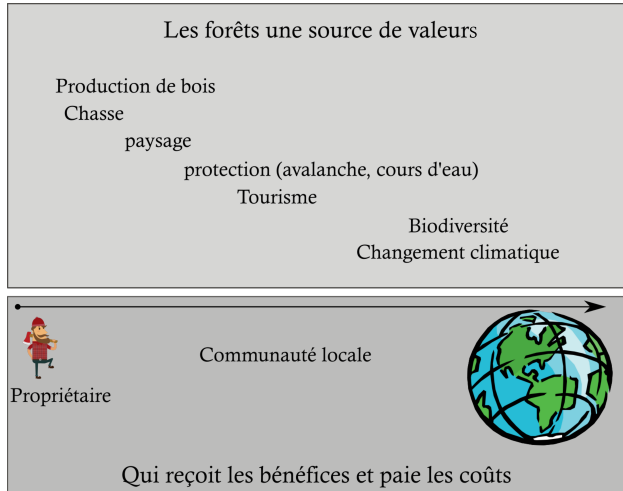 Les forêts une source de valeurs
Production de bois
Chasse
paysage
protection (avalanche, cours d'eau)
Tourisme
Biodiversité
Changement climatique
Communauté locale
Propriétaire
Qui reçoit les bénéfices et paie les coûts